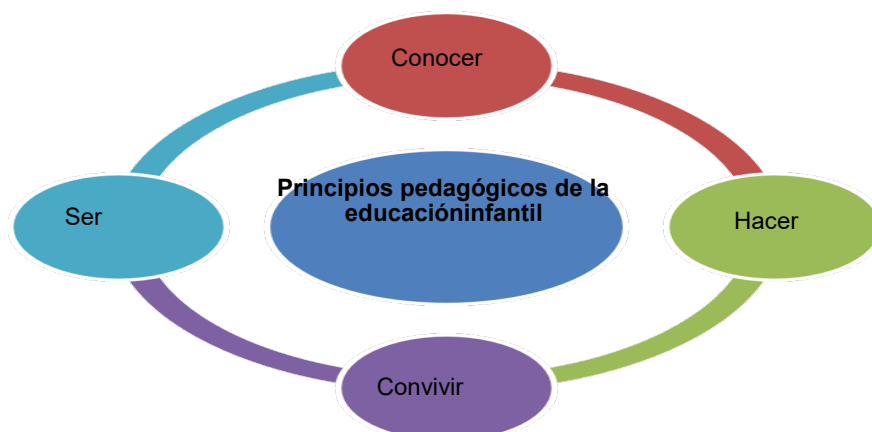 Conocer
Principios pedagógicos de la
educacióninfantil
Ser
Hacer
Convivir